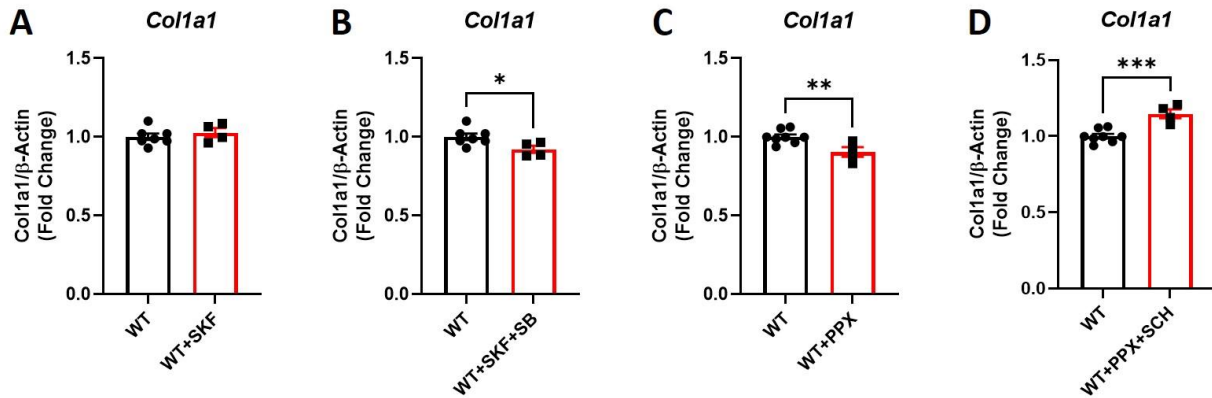 A
Col1a1
Col1a1/β-Actin
(Fold Change)
1.5
1.0
0.5
0.0
WT
WT+SKF
B
Col1a1
Col1a1/β-Actin
(Fold Change)
1.5
1.0
0.5
0.0
*
WT
WT+SKF+SB
C
Col1a1
Col1a1/β-Actin
(Fold Change)
1.5
1.0
0.5
0.0
**
WT
WT+PPX
D
Col1a1
Col1a1/β-Actin
(Fold Change)
1.5
1.0
0.5
0.0
***
WT
WT+PPX+SCH